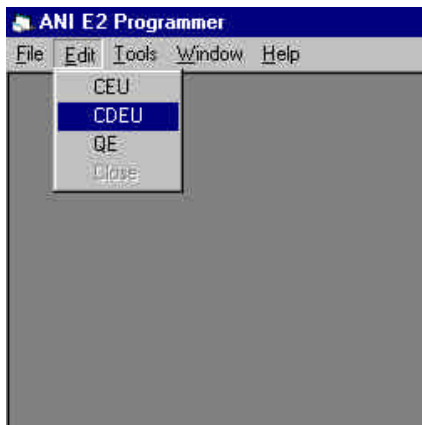 ANI E2 Programmer
File Edit Tools Window Help
CEU
CDEU
QE
Close